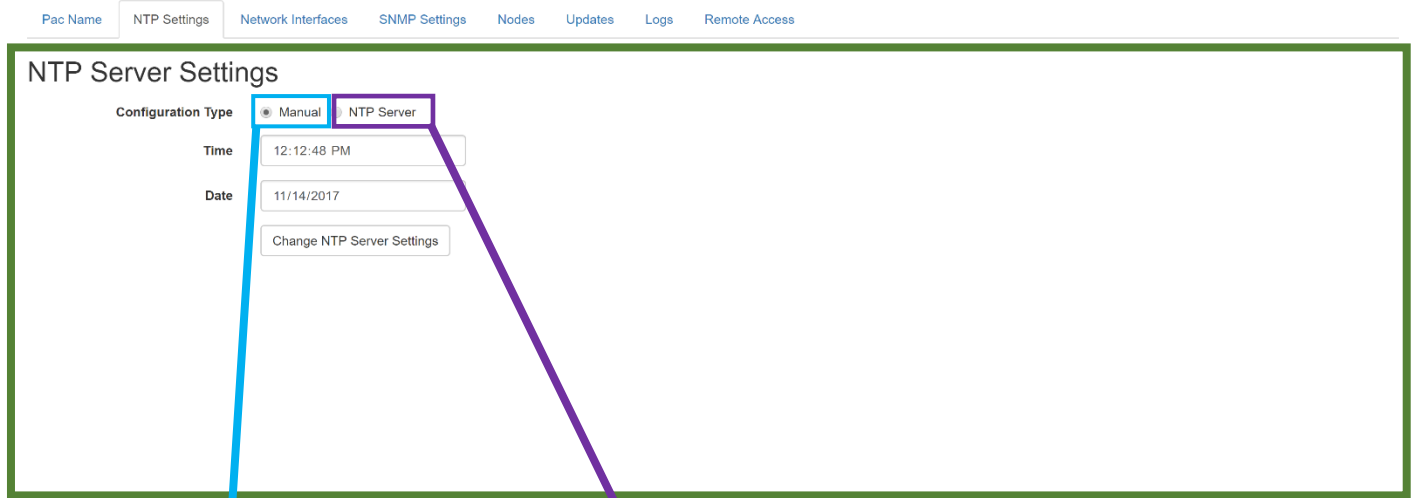 Pac Name NTP Settings Network Interfaces SNMP Settings Nodes Updates Logs Remote Access
NTP Server Settings
Configuration Type Manual NTP Server
Time 12:12:48 PM
Date 11/14/2017
Change NTP Server Settings